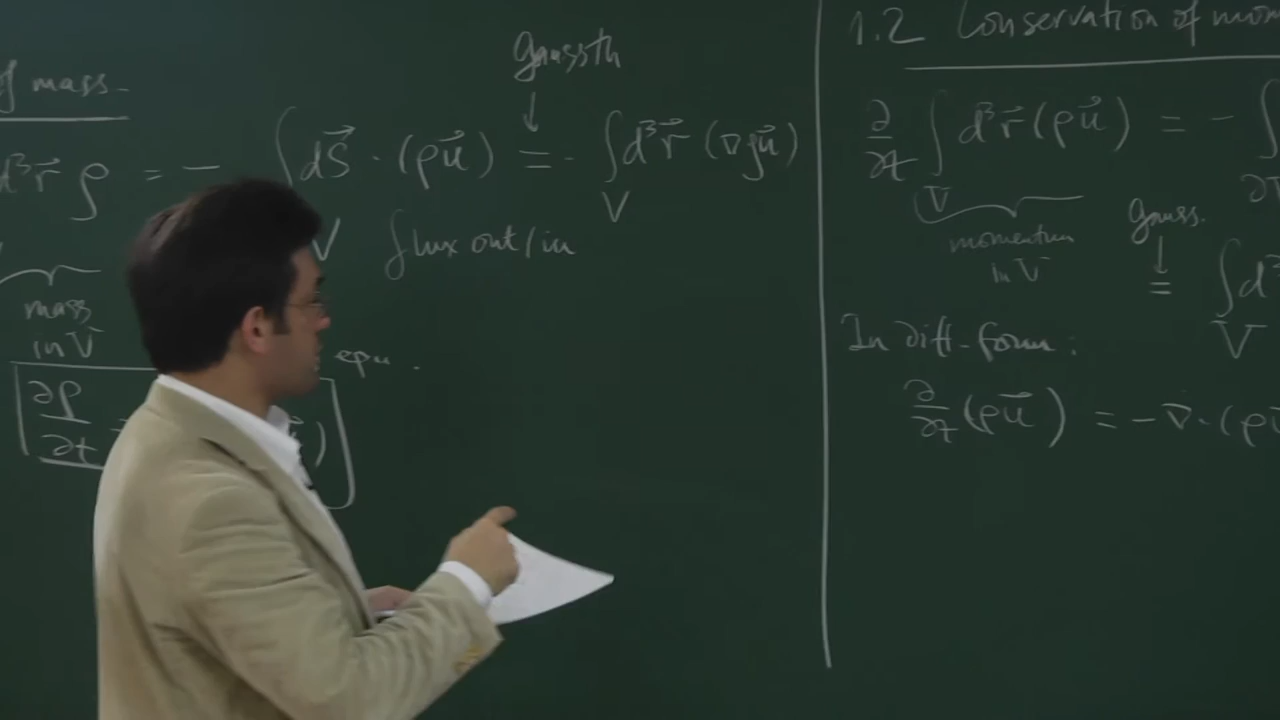 of mass
Gauss th
↓
d³r⃗ ρ = - ∫ dS⃗ · (ρu⃗) = - ∫ d³r⃗ (∇ρu⃗)
V V
flux out/in
mass
in V
equ.
∂ρ
∂t )
1.2 Conservation of mom
∂/∂t ∫ d³r⃗ (ρu⃗) = - ∫
V ∂V
momentum
in V
Gauss.
↓
= ∫ d³
V
In diff. form:
∂/∂t (ρu⃗) = - ∇ · (ρu⃗